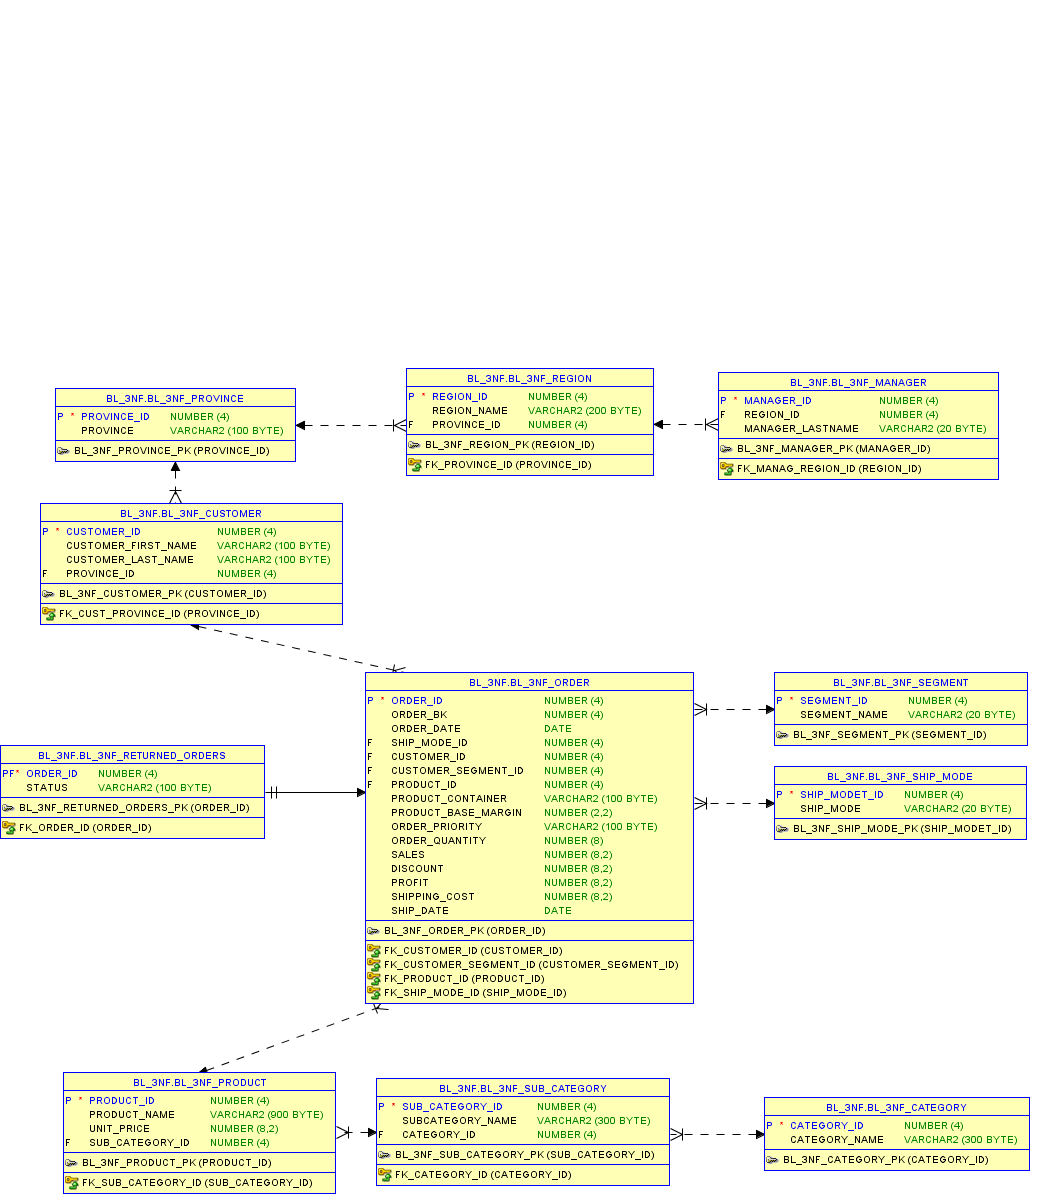 BL_3NF.BL_3NF_PROVINCE
P * PROVINCE_ID NUMBER (4)
PROVINCE VARCHAR2 (100 BYTE)
BL_3NF_PROVINCE_PK (PROVINCE_ID)
BL_3NF.BL_3NF_REGION
P * REGION_ID NUMBER (4)
REGION_NAME VARCHAR2 (200 BYTE)
F PROVINCE_ID NUMBER (4)
BL_3NF_REGION_PK (REGION_ID)
FK_PROVINCE_ID (PROVINCE_ID)
BL_3NF.BL_3NF_MANAGER
P * MANAGER_ID NUMBER (4)
F REGION_ID NUMBER (4)
MANAGER_LASTNAME VARCHAR2 (20 BYTE)
BL_3NF_MANAGER_PK (MANAGER_ID)
FK_MANAG_REGION_ID (REGION_ID)
BL_3NF.BL_3NF_CUSTOMER
P * CUSTOMER_ID NUMBER (4)
CUSTOMER_FIRST_NAME VARCHAR2 (100 BYTE)
CUSTOMER_LAST_NAME VARCHAR2 (100 BYTE)
F PROVINCE_ID NUMBER (4)
BL_3NF_CUSTOMER_PK (CUSTOMER_ID)
FK_CUST_PROVINCE_ID (PROVINCE_ID)
BL_3NF.BL_3NF_RETURNED_ORDERS
PF* ORDER_ID NUMBER (4)
STATUS VARCHAR2 (100 BYTE)
BL_3NF_RETURNED_ORDERS_PK (ORDER_ID)
FK_ORDER_ID (ORDER_ID)
BL_3NF.BL_3NF_ORDER
P * ORDER_ID NUMBER (4)
ORDER_BK NUMBER (4)
ORDER_DATE DATE
F SHIP_MODE_ID NUMBER (4)
F CUSTOMER_ID NUMBER (4)
F CUSTOMER_SEGMENT_ID NUMBER (4)
F PRODUCT_ID NUMBER (4)
PRODUCT_CONTAINER VARCHAR2 (100 BYTE)
PRODUCT_BASE_MARGIN NUMBER (2,2)
ORDER_PRIORITY VARCHAR2 (100 BYTE)
ORDER_QUANTITY NUMBER (8)
SALES NUMBER (8,2)
DISCOUNT NUMBER (8,2)
PROFIT NUMBER (8,2)
SHIPPING_COST NUMBER (8,2)
SHIP_DATE DATE
BL_3NF_ORDER_PK (ORDER_ID)
FK_CUSTOMER_ID (CUSTOMER_ID)
FK_CUSTOMER_SEGMENT_ID (CUSTOMER_SEGMENT_ID)
FK_PRODUCT_ID (PRODUCT_ID)
FK_SHIP_MODE_ID (SHIP_MODE_ID)
BL_3NF.BL_3NF_SEGMENT
P * SEGMENT_ID NUMBER (4)
SEGMENT_NAME VARCHAR2 (20 BYTE)
BL_3NF_SEGMENT_PK (SEGMENT_ID)
BL_3NF.BL_3NF_SHIP_MODE
P * SHIP_MODET_ID NUMBER (4)
SHIP_MODE VARCHAR2 (20 BYTE)
BL_3NF_SHIP_MODE_PK (SHIP_MODET_ID)
BL_3NF.BL_3NF_PRODUCT
P * PRODUCT_ID NUMBER (4)
PRODUCT_NAME VARCHAR2 (900 BYTE)
UNIT_PRICE NUMBER (8,2)
F SUB_CATEGORY_ID NUMBER (4)
BL_3NF_PRODUCT_PK (PRODUCT_ID)
FK_SUB_CATEGORY_ID (SUB_CATEGORY_ID)
BL_3NF.BL_3NF_SUB_CATEGORY
P * SUB_CATEGORY_ID NUMBER (4)
SUBCATEGORY_NAME VARCHAR2 (300 BYTE)
F CATEGORY_ID NUMBER (4)
BL_3NF_SUB_CATEGORY_PK (SUB_CATEGORY_ID)
FK_CATEGORY_ID (CATEGORY_ID)
BL_3NF.BL_3NF_CATEGORY
P * CATEGORY_ID NUMBER (4)
CATEGORY_NAME VARCHAR2 (300 BYTE)
BL_3NF_CATEGORY_PK (CATEGORY_ID)